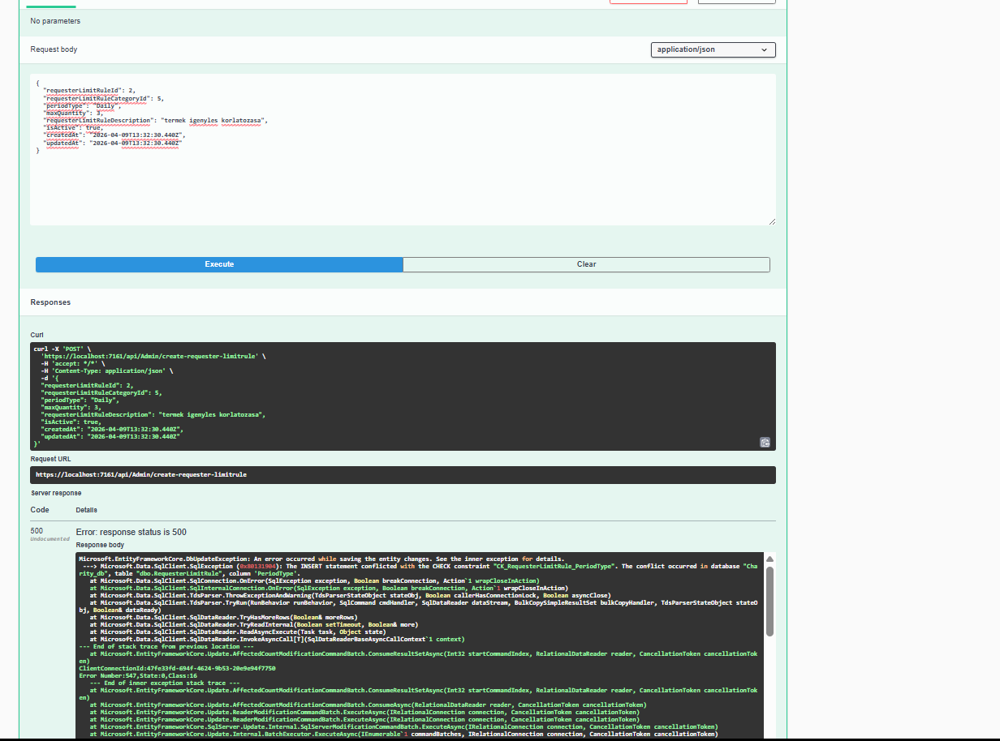 No parameters
Request body
application/json
{
"requesterLimitRuleId": 2,
"requesterLimitRuleCategoryId": 5,
"periodType": "Daily",
"maxQuantity": 3,
"requesterLimitRuleDescription": "termek igenyles korlatozasa",
"isActive": true,
"createdAt": "2026-04-09T13:32:30.440Z",
"updatedAt": "2026-04-09T13:32:30.440Z"
}
Execute
Clear
Responses
Curl
curl -X 'POST' \
'https://localhost:7161/api/Admin/create-requester-limitrule' \
-H 'accept: */*' \
-H 'Content-Type: application/json' \
-d '{
"requesterLimitRuleId": 2,
"requesterLimitRuleCategoryId": 5,
"periodType": "Daily",
"maxQuantity": 3,
"requesterLimitRuleDescription": "termek igenyles korlatozasa",
"isActive": true,
"createdAt": "2026-04-09T13:32:30.440Z",
"updatedAt": "2026-04-09T13:32:30.440Z"
}'
Request URL
https://localhost:7161/api/Admin/create-requester-limitrule
Server response
Code Details
500
Undocumented
Error: response status is 500
Response body
Microsoft.EntityFrameworkCore.DbUpdateException: An error occurred while saving the entity changes. See the inner exception for details.
---> Microsoft.Data.SqlClient.SqlException (0x80131904): The INSERT statement conflicted with the CHECK constraint "CK_RequesterLimitRule_PeriodType". The conflict occurred in database "Cha
rity_db", table "dbo.RequesterLimitRule", column 'PeriodType'.
at Microsoft.Data.SqlClient.SqlConnection.OnError(SqlException exception, Boolean breakConnection, Action`1 wrapCloseInAction)
at Microsoft.Data.SqlClient.SqlInternalConnection.OnError(SqlException exception, Boolean breakConnection, Action`1 wrapCloseInAction)
at Microsoft.Data.SqlClient.TdsParser.ThrowExceptionAndWarning(TdsParserStateObject stateObj, Boolean callerHasConnectionLock, Boolean asyncClose)
at Microsoft.Data.SqlClient.TdsParser.TryRun(RunBehavior runBehavior, SqlCommand cmdHandler, SqlDataReader dataStream, BulkCopySimpleResultSet bulkCopyHandler, TdsParserStateObject stateO
bj, Boolean& dataReady)
at Microsoft.Data.SqlClient.SqlDataReader.TryHasMoreRows(Boolean& moreRows)
at Microsoft.Data.SqlClient.SqlDataReader.TryReadInternal(Boolean setTimeout, Boolean& more)
at Microsoft.Data.SqlClient.SqlDataReader.ReadAsyncExecute(Task task, Object state)
at Microsoft.Data.SqlClient.SqlDataReader.InvokeAsyncCall[T](SqlDataReaderBaseAsyncCallContext`1 context)
--- End of stack trace from previous location ---
at Microsoft.EntityFrameworkCore.Update.AffectedCountModificationCommandBatch.ConsumeResultSetAsync(Int32 startCommandIndex, RelationalDataReader reader, CancellationToken cancellationTok
en)
ClientConnectionId:47fe33fd-694f-4624-9b53-20e9e94f7750
Error Number:547,State:0,Class:16
--- End of inner exception stack trace ---
at Microsoft.EntityFrameworkCore.Update.AffectedCountModificationCommandBatch.ConsumeResultSetAsync(Int32 startCommandIndex, RelationalDataReader reader, CancellationToken cancellationTok
en)
at Microsoft.EntityFrameworkCore.Update.AffectedCountModificationCommandBatch.ConsumeAsync(RelationalDataReader reader, CancellationToken cancellationToken)
at Microsoft.EntityFrameworkCore.Update.ReaderModificationCommandBatch.ExecuteAsync(IRelationalConnection connection, CancellationToken cancellationToken)
at Microsoft.EntityFrameworkCore.Update.ReaderModificationCommandBatch.ExecuteAsync(IRelationalConnection connection, CancellationToken cancellationToken)
at Microsoft.EntityFrameworkCore.SqlServer.Update.Internal.SqlServerModificationCommandBatch.ExecuteAsync(IRelationalConnection connection, CancellationToken cancellationToken)
at Microsoft.EntityFrameworkCore.Update.Internal.BatchExecutor.ExecuteAsync(IEnumerable`1 commandBatches, IRelationalConnection connection, CancellationToken cancellationToken)